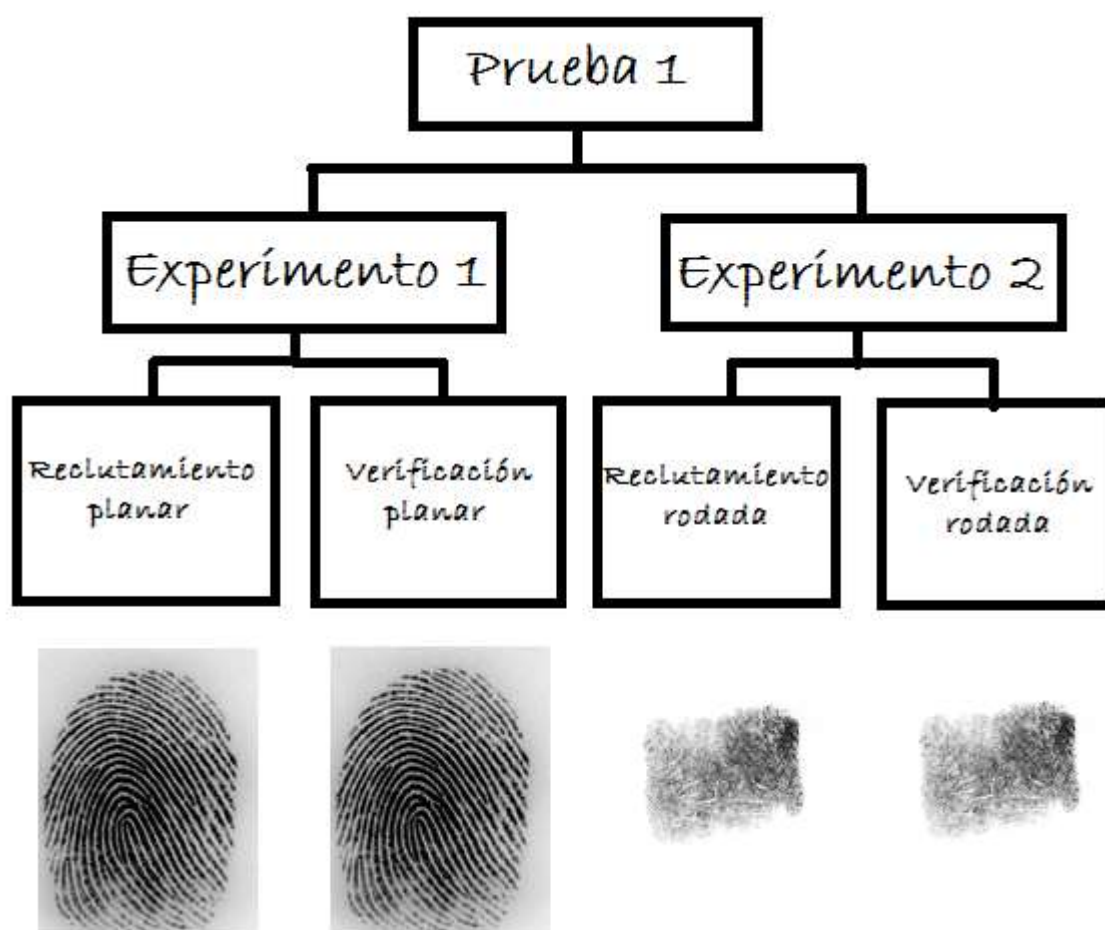 Prueba 1
Experimento 1
Experimento 2
Reclutamiento
planar
Verificación
planar
Reclutamiento
rodada
Verificación
rodada